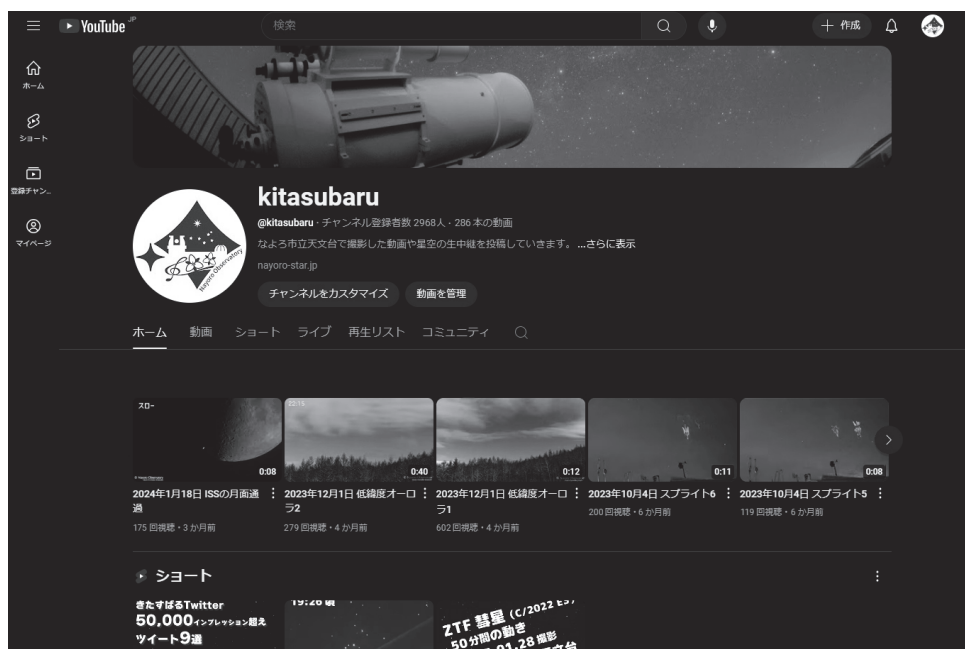 YouTube JP
検索
作成
ホーム
ショート
登録チャン...
マイページ
Nayoro Observatory
kitasubaru
@kitasubaru・チャンネル登録者数 2968人・286 本の動画
なよろ市立天文台で撮影した動画や星空の生中継を投稿していきます。 ...さらに表示
nayoro-star.jp
チャンネルをカスタマイズ 動画を管理
ホーム 動画 ショート ライブ 再生リスト コミュニティ
スロー
0:08
2024年1月18日 ISSの月面通
過
175 回視聴・3 か月前
0:40
2023年12月1日 低緯度オーロ
ラ2
279 回視聴・4 か月前
0:12
2023年12月1日 低緯度オーロ
ラ1
602 回視聴・4 か月前
0:11
2023年10月4日 スプライト6
200 回視聴・6 か月前
0:08
2023年10月4日 スプライト5
119 回視聴・6 か月前
ショート
きたすばるTwitter
50,000インプレッション超え
ツイート9選
19:26 頃
ZTF 彗星 (C/2022 E3)
50分間の動き
01.28 撮影